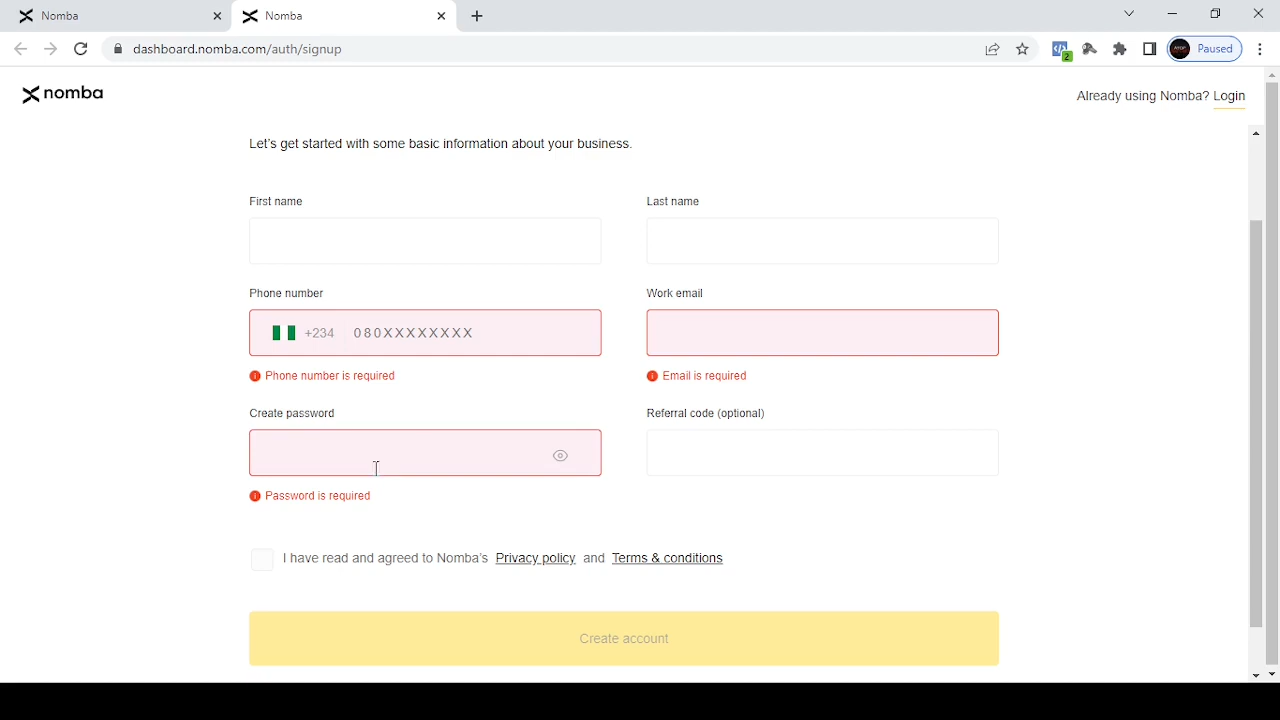 Nomba
Nomba
dashboard.nomba.com/auth/signup
2
Paused
nomba
Already using Nomba? Login
Let's get started with some basic information about your business.
First name
Last name
Phone number
Work email
+234 080XXXXXXXX
Phone number is required
Email is required
Create password
Referral code (optional)
Password is required
I have read and agreed to Nomba's Privacy policy and Terms & conditions
Create account